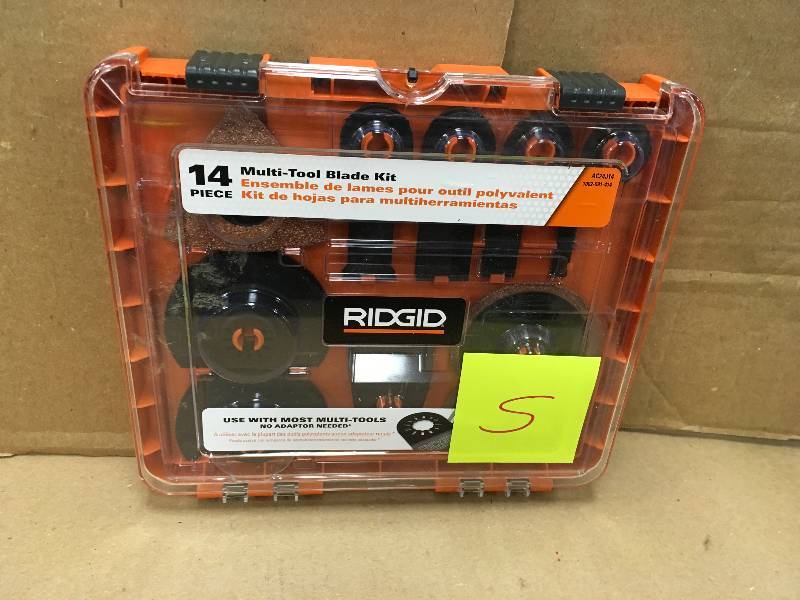 14 PIECE
Multi-Tool Blade Kit
Ensemble de lames pour outil polyvalent
Kit de hojas para multiherramientas
AC24J14
RIDGID
USE WITH MOST MULTI-TOOLS
NO ADAPTOR NEEDED*
S